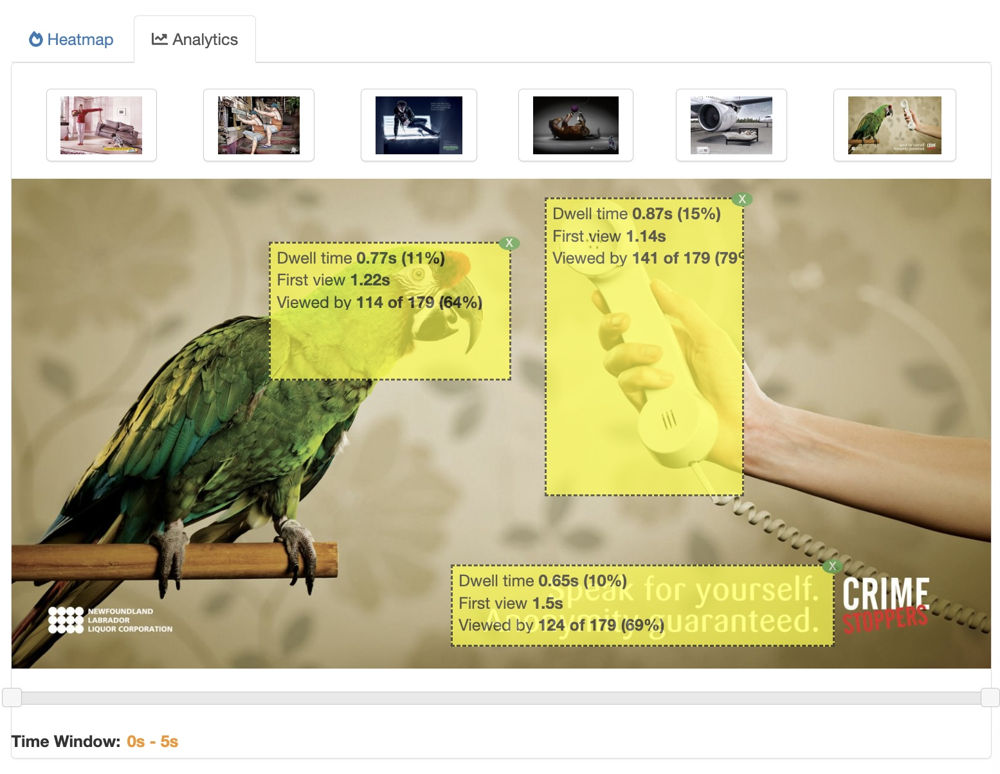 Heatmap
Analytics
Dwell time 0.87s (15%)
First view 1.14s
Viewed by 141 of 179 (79
X
Dwell time 0.77s (11%)
First view 1.22s
Viewed by 114 of 179 (64%)
X
Dwell time 0.65s (10%)
First view 1.5s
Viewed by 124 of 179 (69%)
X
Speak for yourself.
Anonymity guaranteed.
CRIME
STOPPERS
NEWFOUNDLAND
LABRADOR
LIQUOR CORPORATION
Time Window: 0s - 5s